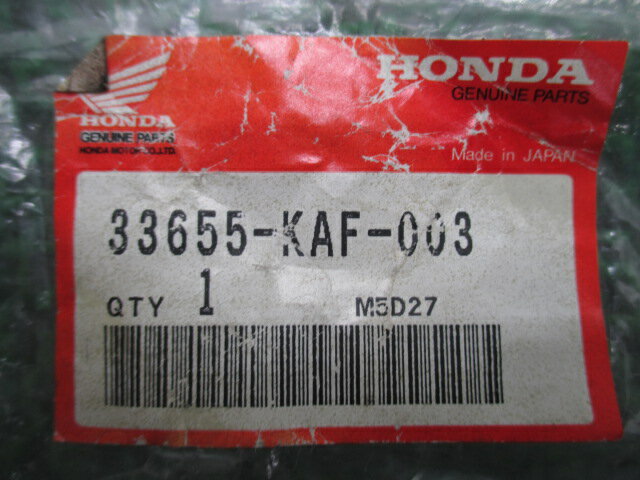 HONDA
GENUINE PARTS
HONDA MOTOR CO.,LTD.
HONDA
GENUINE PARTS
Made in JAPAN
33655-KAF-003
QTY 1 M5D27